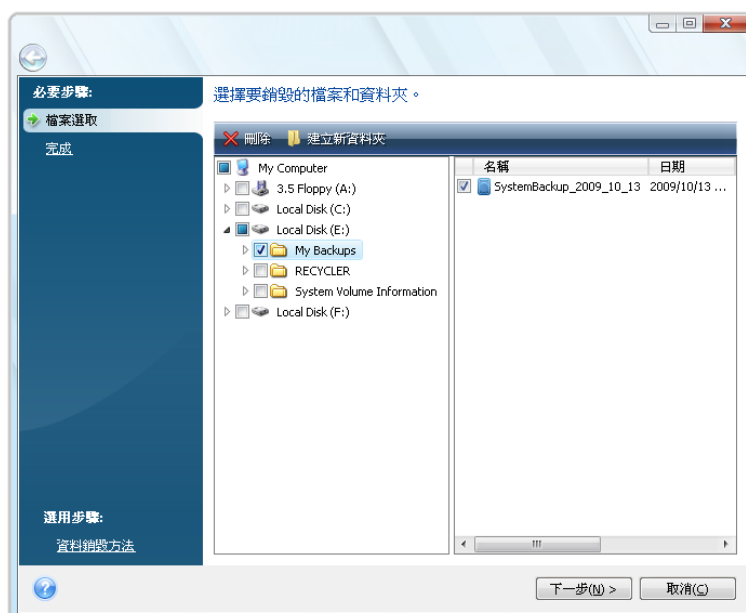 必要步驟:
檔案選取
完成
選用步驟:
資料銷毀方法
選擇要銷毀的檔案和資料夾。
刪除 建立新資料夾
My Computer
3.5 Floppy (A:)
Local Disk (C:)
Local Disk (E:)
My Backups
RECYCLER
System Volume Information
Local Disk (F:)
名稱 日期
SystemBackup_2009_10_13 2009/10/13 ...
下一步(N) > 取消(C)